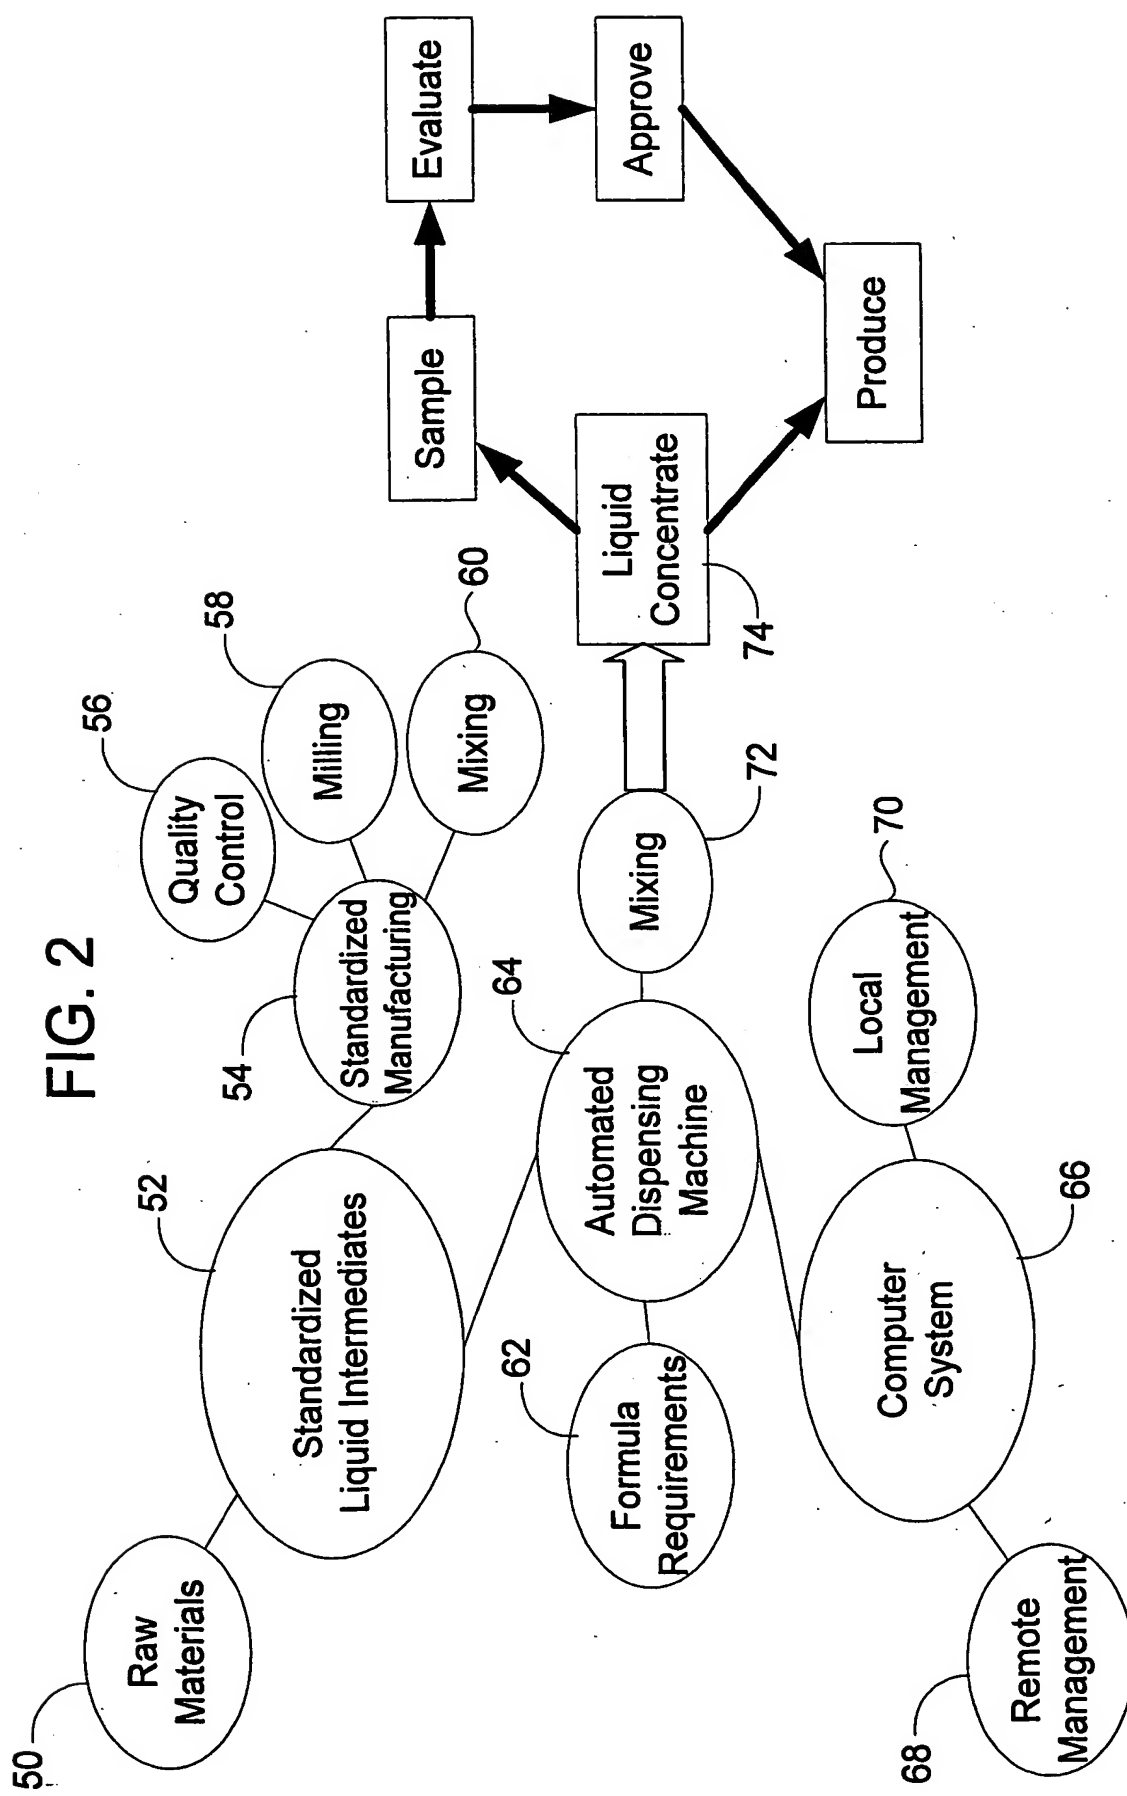 FIG. 2
50
Raw
Materials
52
Standardized
Liquid Intermediates
54
Standardized
Manufacturing
56
Quality
Control
58
Milling
60
Mixing
62
Formula
Requirements
64
Automated
Dispensing
Machine
72
Mixing
74
Liquid
Concentrate
Sample
Evaluate
Approve
Produce
66
Computer
System
68
Remote
Management
70
Local
Management